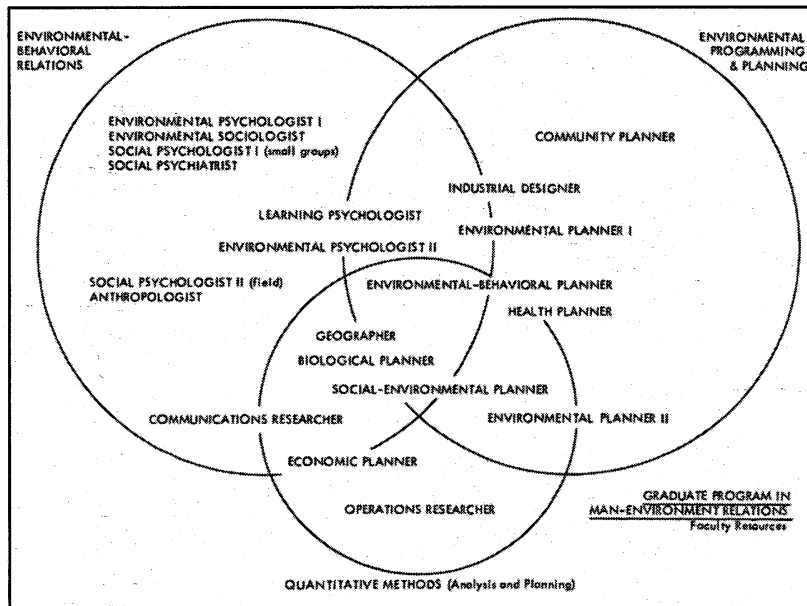 ENVIRONMENTAL-
BEHAVIORAL
RELATIONS
ENVIRONMENTAL
PROGRAMMING
& PLANNING
ENVIRONMENTAL PSYCHOLOGIST I
ENVIRONMENTAL SOCIOLOGIST
SOCIAL PSYCHOLOGIST I (small groups)
SOCIAL PSYCHIATRIST
COMMUNITY PLANNER
INDUSTRIAL DESIGNER
LEARNING PSYCHOLOGIST
ENVIRONMENTAL PLANNER I
ENVIRONMENTAL PSYCHOLOGIST II
SOCIAL PSYCHOLOGIST II (field)
ANTHROPOLOGIST
ENVIRONMENTAL-BEHAVIORAL PLANNER
HEALTH PLANNER
GEOGRAPHER
BIOLOGICAL PLANNER
SOCIAL-ENVIRONMENTAL PLANNER
COMMUNICATIONS RESEARCHER
ENVIRONMENTAL PLANNER II
ECONOMIC PLANNER
OPERATIONS RESEARCHER
GRADUATE PROGRAM IN
MAN-ENVIRONMENT RELATIONS
Faculty Resources
QUANTITATIVE METHODS (Analysis and Planning)